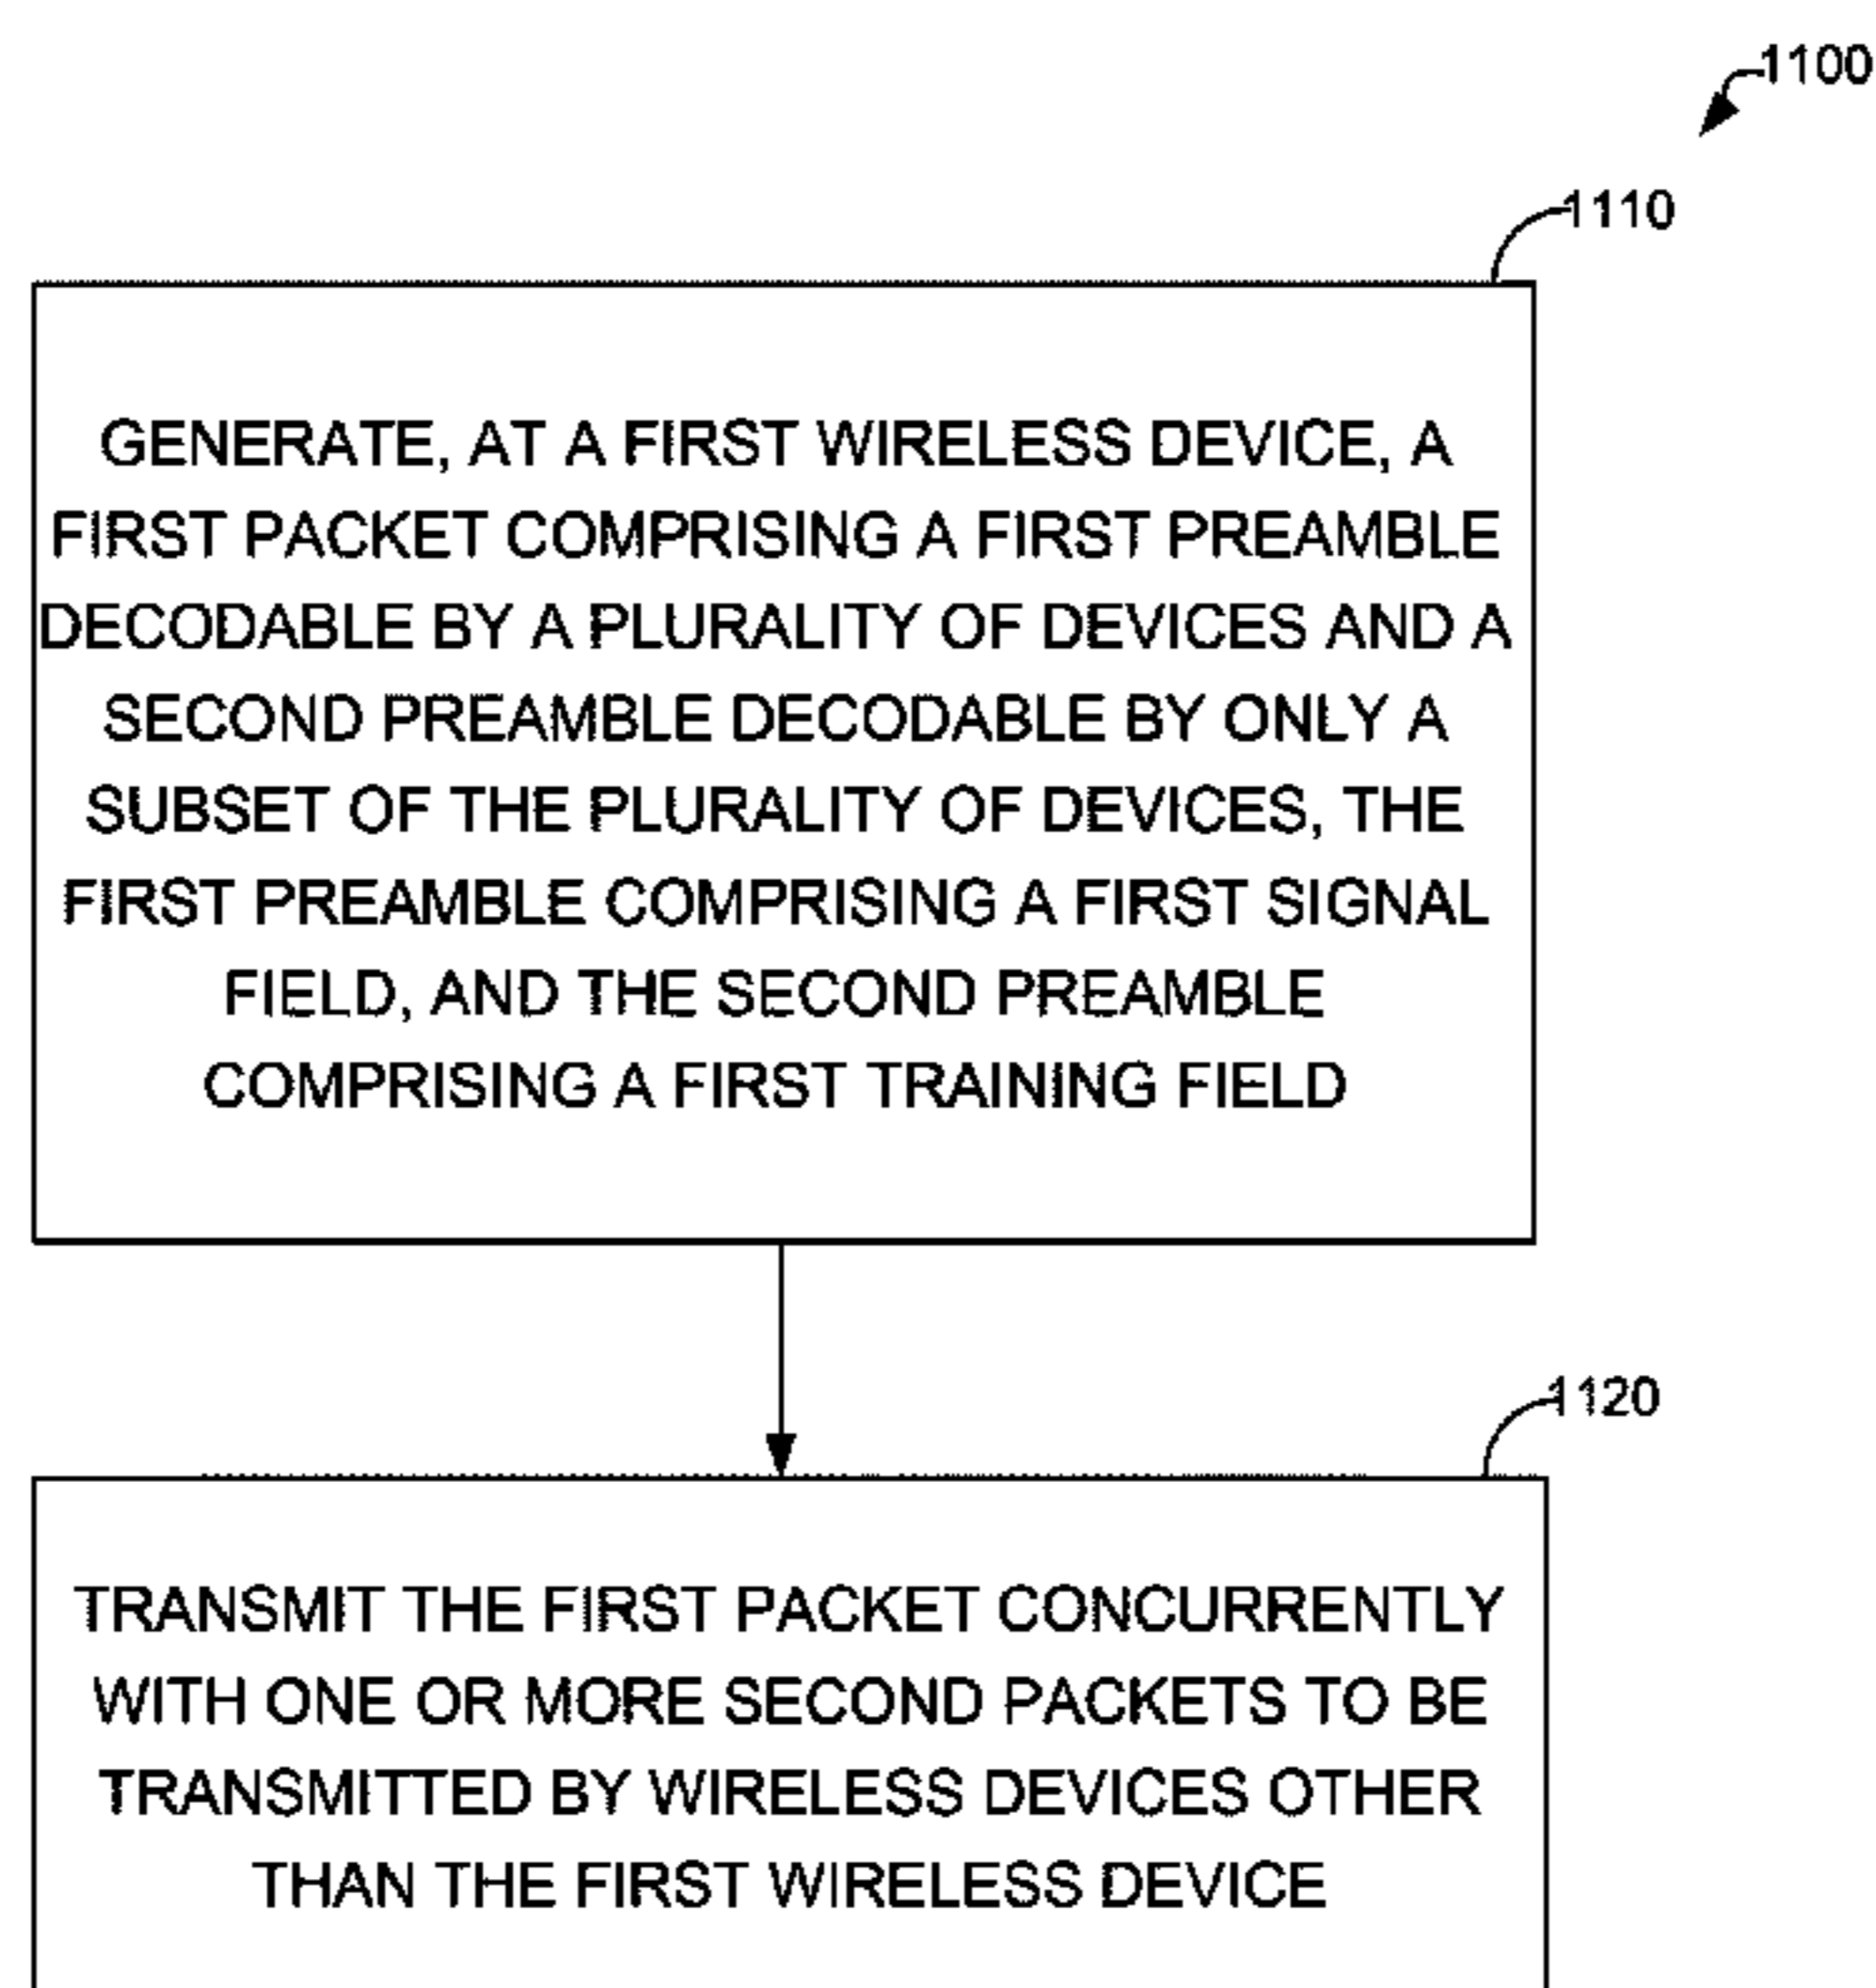 1100
1110
GENERATE, AT A FIRST WIRELESS DEVICE, A
FIRST PACKET COMPRISING A FIRST PREAMBLE
DECODABLE BY A PLURALITY OF DEVICES AND A
SECOND PREAMBLE DECODABLE BY ONLY A
SUBSET OF THE PLURALITY OF DEVICES, THE
FIRST PREAMBLE COMPRISING A FIRST SIGNAL
FIELD, AND THE SECOND PREAMBLE
COMPRISING A FIRST TRAINING FIELD
1120
TRANSMIT THE FIRST PACKET CONCURRENTLY
WITH ONE OR MORE SECOND PACKETS TO BE
TRANSMITTED BY WIRELESS DEVICES OTHER
THAN THE FIRST WIRELESS DEVICE